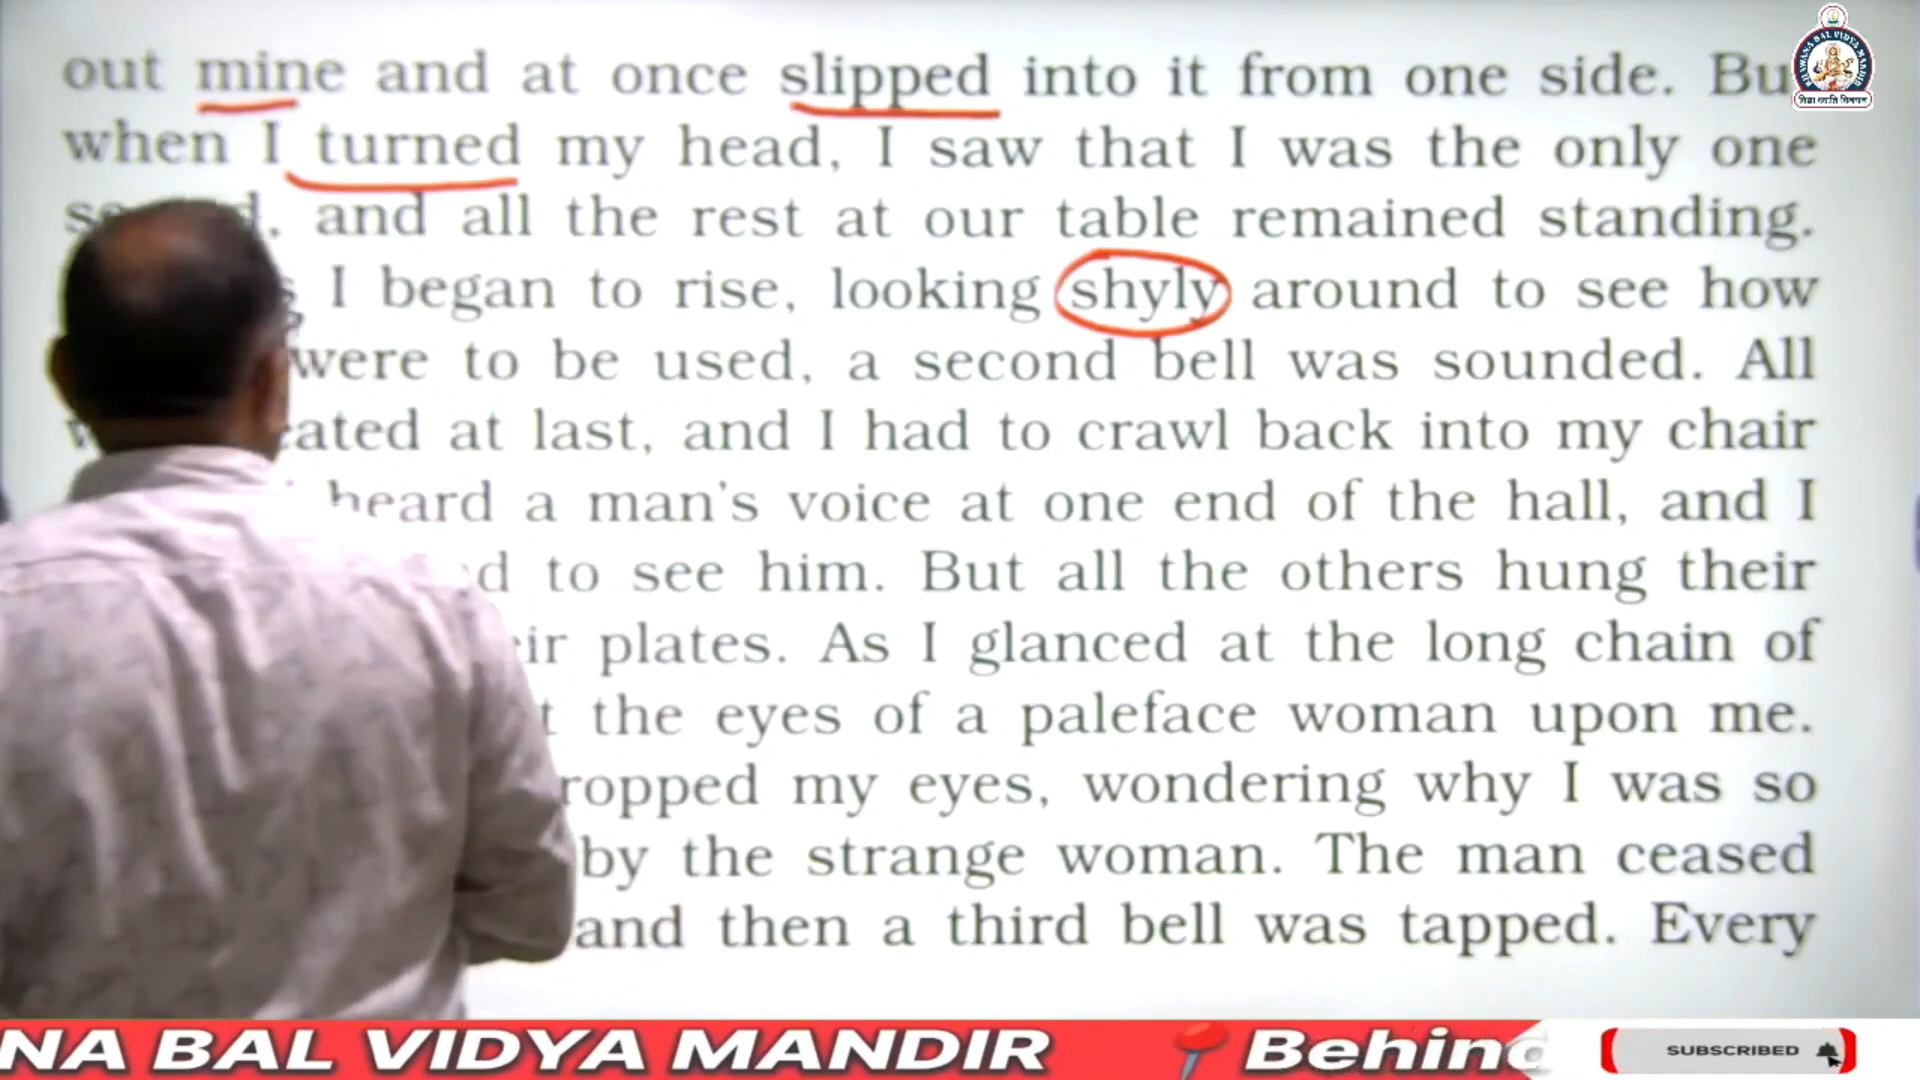 out mine and at once slipped into it from one side. Bu
when I turned my head, I saw that I was the only one
and all the rest at our table remained standing.
I began to rise, looking shyly around to see how
were to be used, a second bell was sounded. All
at last, and I had to crawl back into my chair
heard a man's voice at one end of the hall, and I
to see him. But all the others hung their
plates. As I glanced at the long chain of
the eyes of a paleface woman upon me.
ropped my eyes, wondering why I was so
by the strange woman. The man ceased
and then a third bell was tapped. Every
NA BAL VIDYA MANDIR
Behind
SUBSCRIBED